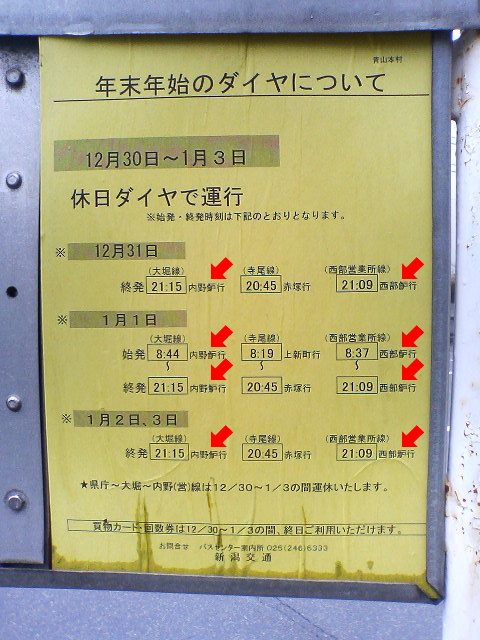 青山本村
年末年始のダイヤについて
12月30日～1月3日
休日ダイヤで運行
※始発・終発時刻は下記のとおりとなります。
※ 12月31日
(大堀線) (寺尾線) (西部営業所線)
終発 21:15 内野炉行 20:45 赤塚行 21:09 西部炉行
※ 1月1日
(大堀線) (寺尾線) (西部営業所線)
始発 8:44 内野炉行 8:19 上新町行 8:37 西部炉行
～ ～ ～
終発 21:15 内野炉行 20:45 赤塚行 21:09 西部炉行
※ 1月2日、3日
(大堀線) (寺尾線) (西部営業所線)
終発 21:15 内野炉行 20:45 赤塚行 21:09 西部炉行
★県庁～大堀～内野(営)線は12/30～1/3の間運休いたします。
買物カード・回数券は12/30～1/3の間、終日ご利用いただけます。
お問合せ バスセンター案内所 025(246)6333
新潟交通